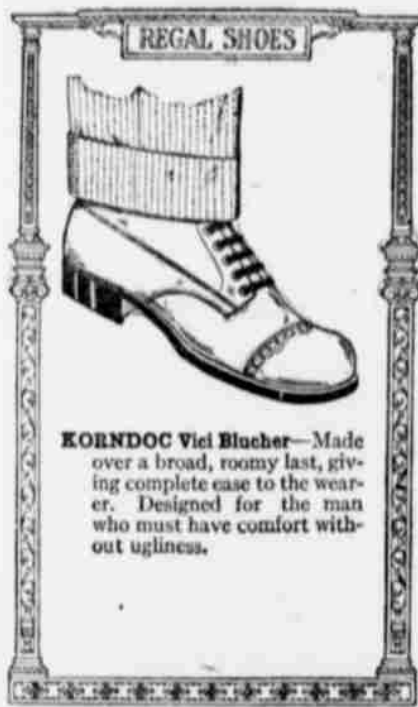 REGAL SHOES
KORNDOC Vici Blucher—Made
over a broad, roomy last, giv-
ing complete ease to the wear-
er. Designed for the man
who must have comfort with-
out ugliness.